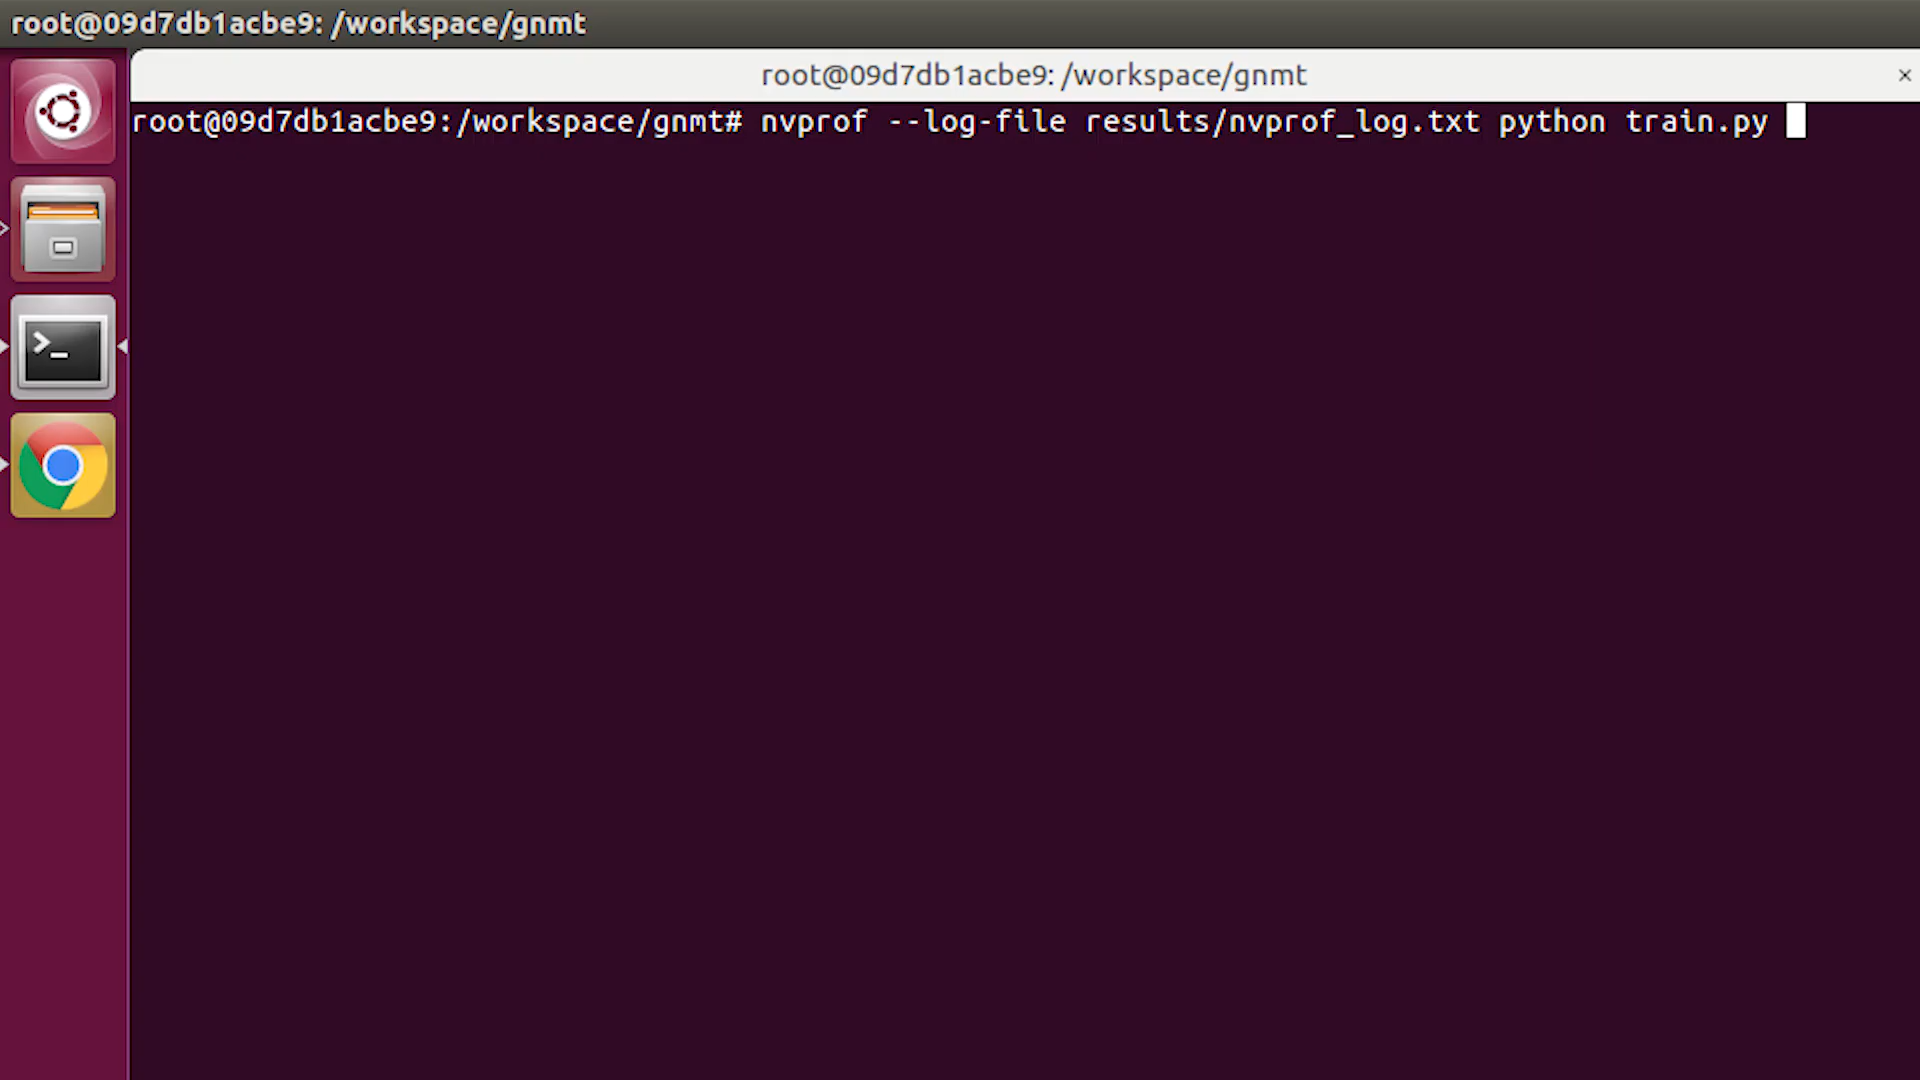 root@09d7db1acbe9: /workspace/gnmt
root@09d7db1acbe9: /workspace/gnmt ×
root@09d7db1acbe9:/workspace/gnmt# nvprof --log-file results/nvprof_log.txt python train.py
>_